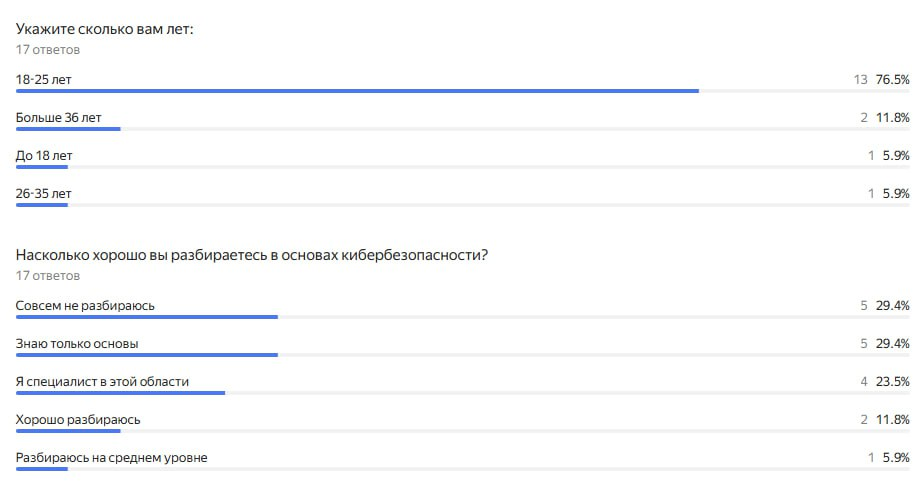 Укажите сколько вам лет:
17 ответов
18-25 лет 13 76.5%
Больше 36 лет 2 11.8%
До 18 лет 1 5.9%
26-35 лет 1 5.9%
Насколько хорошо вы разбираетесь в основах кибербезопасности?
17 ответов
Совсем не разбираюсь 5 29.4%
Знаю только основы 5 29.4%
Я специалист в этой области 4 23.5%
Хорошо разбираюсь 2 11.8%
Разбираюсь на среднем уровне 1 5.9%